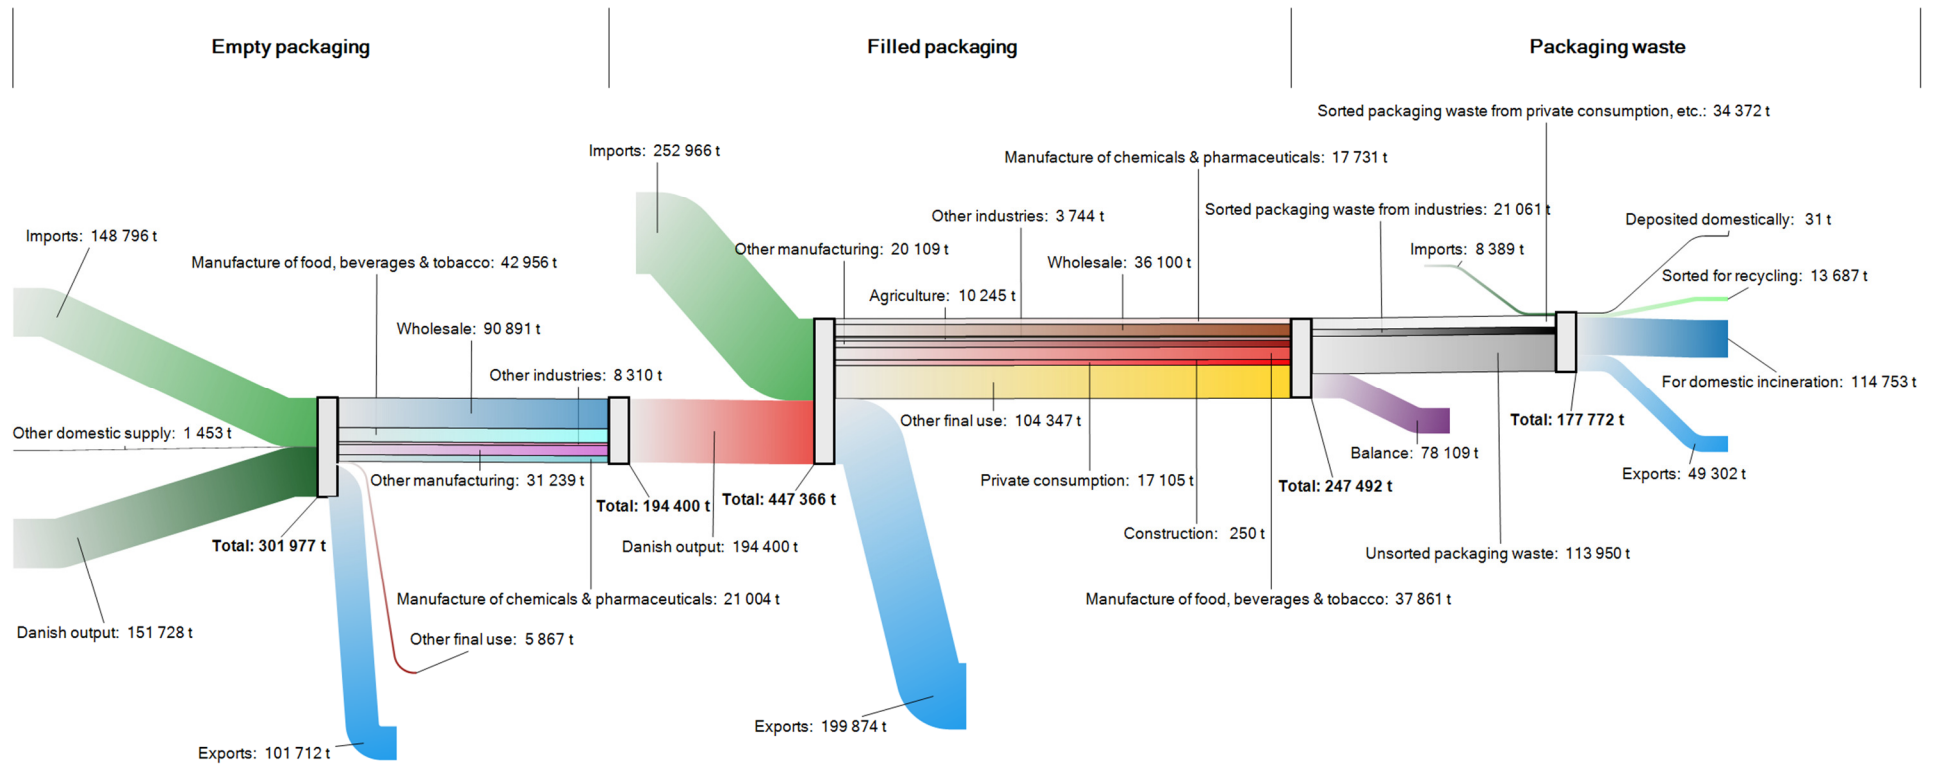 Empty packaging
Filled packaging
Packaging waste
Sorted packaging waste from private consumption, etc.: 34 372 t
Imports: 252 966 t
Manufacture of chemicals & pharmaceuticals: 17 731 t
Other industries: 3 744 t
Sorted packaging waste from industries: 21 061 t
Deposited domestically: 31 t
Imports: 148 796 t
Other manufacturing: 20 109 t
Imports: 8 389 t
Manufacture of food, beverages & tobacco: 42 956 t
Wholesale: 36 100 t
Sorted for recycling: 13 687 t
Agriculture: 10 245 t
Wholesale: 90 891 t
Other industries: 8 310 t
For domestic incineration: 114 753 t
Other domestic supply: 1 453 t
Other final use: 104 347 t
Total: 177 772 t
Balance: 78 109 t
Other manufacturing: 31 239 t
Private consumption: 17 105 t
Exports: 49 302 t
Total: 247 492 t
Total: 194 400 t
Total: 447 366 t
Construction: 250 t
Total: 301 977 t
Danish output: 194 400 t
Unsorted packaging waste: 113 950 t
Manufacture of chemicals & pharmaceuticals: 21 004 t
Manufacture of food, beverages & tobacco: 37 861 t
Danish output: 151 728 t
Other final use: 5 867 t
Exports: 199 874 t
Exports: 101 712 t